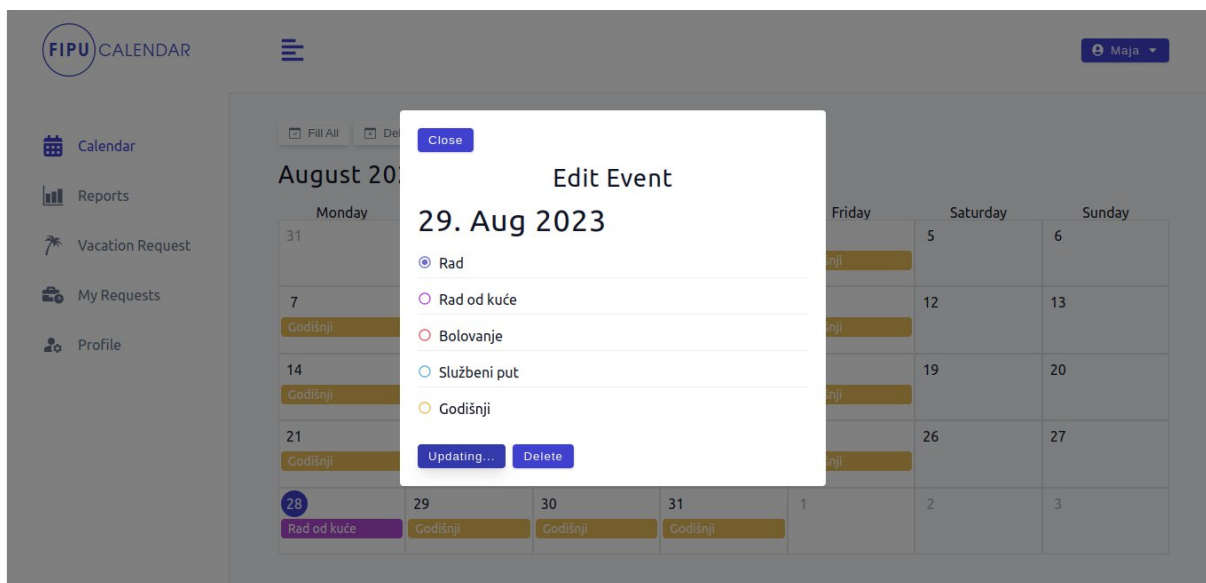 FIPU CALENDAR
Maja
Calendar
Reports
Vacation Request
My Requests
Profile
Fill All
Close
Edit Event
29. Aug 2023
Rad
Rad od kuće
Bolovanje
Službeni put
Godišnji
Updating... Delete
August
Monday Friday Saturday Sunday
31 5 6
7 12 13
Godišnji
14 19 20
Godišnji
21 26 27
Godišnji
28 29 30 31 1 2 3
Rad od kuće Godišnji Godišnji Godišnji